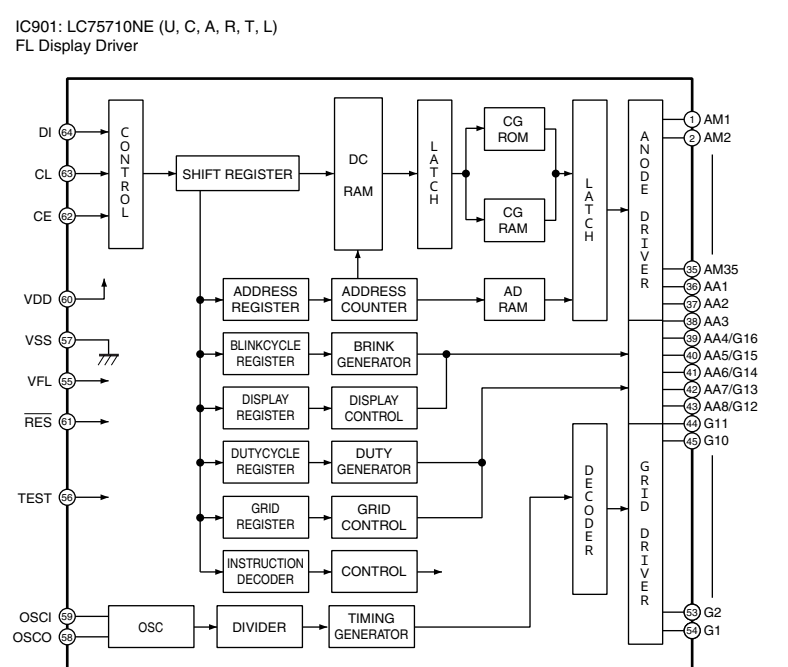 IC901: LC75710NE (U, C, A, R, T, L)
FL Display Driver
DI 64
CL 63
CE 62
VDD 60
VSS 57
VFL 55
RES 61
TEST 56
OSCI 59
OSCO 58
CONTROL
SHIFT REGISTER
DC
RAM
LATCH
CG
ROM
CG
RAM
LATCH
ANODE DRIVER
ADDRESS
REGISTER
ADDRESS
COUNTER
AD
RAM
BLINKCYCLE
REGISTER
BRINK
GENERATOR
DISPLAY
REGISTER
DISPLAY
CONTROL
DUTYCYCLE
REGISTER
DUTY
GENERATOR
GRID
REGISTER
GRID
CONTROL
INSTRUCTION
DECODER
CONTROL
OSC
DIVIDER
TIMING
GENERATOR
DECODER
GRID DRIVER
1 AM1
2 AM2
35 AM35
36 AA1
37 AA2
38 AA3
39 AA4/G16
40 AA5/G15
41 AA6/G14
42 AA7/G13
43 AA8/G12
44 G11
45 G10
53 G2
54 G1